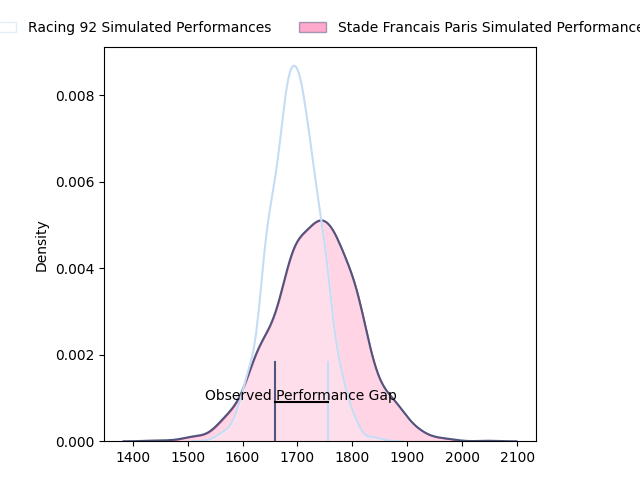 Racing 92 Simulated Performances
Stade Francais Paris Simulated Performance
0.008
0.006
0.004
0.002
0.000
Density
Observed Performance Gap
1400 1500 1600 1700 1800 1900 2000 2100